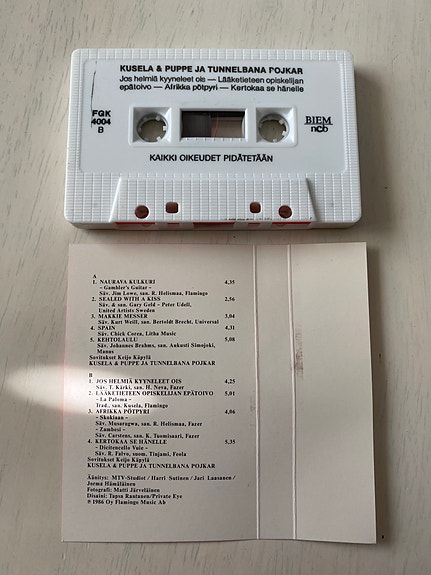 KUSELA & PUPPE JA TUNNELBANA POJKAR
Jos helmiä kyyneleet ois — Lääketieteen opiskelijan
epätoivo — Afrikka pötpyri — Kertokaa se hänelle
FGK
4004
B
BIEM
ncb
KAIKKI OIKEUDET PIDÄTETÄÄN
A
1. NAURAVA KULKURI 4,35
- Gambler's Guitar -
Säv. Jim Lowe, san. R. Helismaa, Flamingo
2. SEALED WITH A KISS 2,56
Säv. & san. Gary Geld - Peter Udell,
United Artists Sweden
3. MAKKIE MESSER 3,04
Säv. Kurt Weill, san. Bertoldt Brecht, Universal
4. SPAIN 4,31
Säv. Chick Corea, Litha Music
5. KEHTOLAULU 5,08
Säv. Johannes Brahms, san. Aukusti Simojoki,
Manus
Sovitukset Keijo Käpylä
KUSELA & PUPPE JA TUNNELBANA POJKAR
B
1. JOS HELMIÄ KYYNELEET OIS 4,25
Säv. T. Kärki, san. H. Neva, Fazer
2. LÄÄKETIETEEN OPISKELIJAN EPÄTOIVO 5,01
- La Paloma -
Trad., san. Kusela, Flamingo
3. AFRIKKA PÖTPYRI 4,06
- Skokiaan -
Säv. Musarugwa, san. R. Helismaa, Fazer
- Zambesi -
Säv. Carstens, san. K. Tuomisaari, Fazer
4. KERTOKAA SE HÄNELLE 5,35
- Dicitencello Vuie -
Säv. R. Falvo, suom. Tinjami, Feola
Sovitukset Keijo Käpylä
KUSELA & PUPPE JA TUNNELBANA POJKAR
Äänitys: MTV-Studiot / Harri Sutinen / Jari Laasanen /
Joema Hämäläinen
Fotografi: Matti Järveläinen
Disaini: Tapsa Rantanen/Private Eye
℗ 1986 Oy Flamingo Music Ab